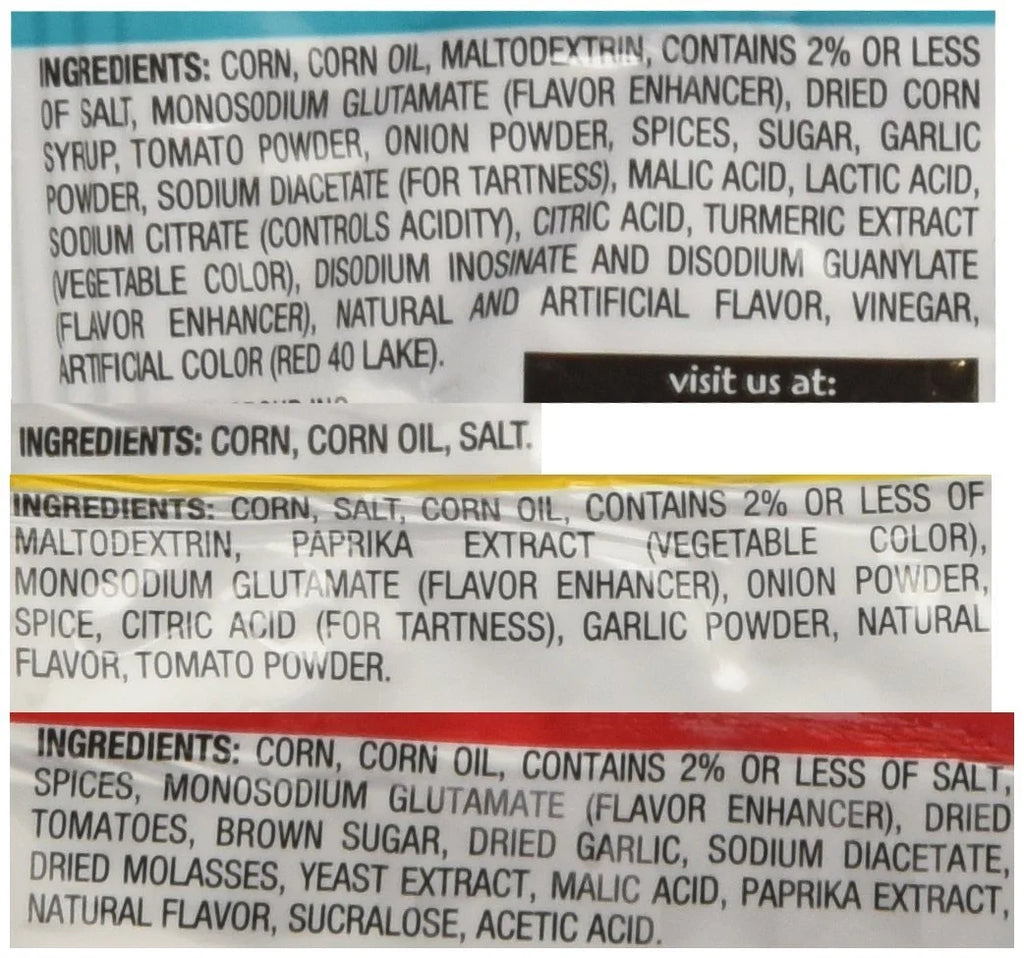 INGREDIENTS: CORN, CORN OIL, MALTODEXTRIN, CONTAINS 2% OR LESS
OF SALT, MONOSODIUM GLUTAMATE (FLAVOR ENHANCER), DRIED CORN
SYRUP, TOMATO POWDER, ONION POWDER, SPICES, SUGAR, GARLIC
POWDER, SODIUM DIACETATE (FOR TARTNESS), MALIC ACID, LACTIC ACID,
SODIUM CITRATE (CONTROLS ACIDITY), CITRIC ACID, TURMERIC EXTRACT
(VEGETABLE COLOR), DISODIUM INOSINATE AND DISODIUM GUANYLATE
(FLAVOR ENHANCER), NATURAL AND ARTIFICIAL FLAVOR, VINEGAR,
ARTIFICIAL COLOR (RED 40 LAKE).
visit us at:
INGREDIENTS: CORN, CORN OIL, SALT.
INGREDIENTS: CORN, SALT, CORN OIL, CONTAINS 2% OR LESS OF
MALTODEXTRIN, PAPRIKA EXTRACT (VEGETABLE COLOR),
MONOSODIUM GLUTAMATE (FLAVOR ENHANCER), ONION POWDER,
SPICE, CITRIC ACID (FOR TARTNESS), GARLIC POWDER, NATURAL
FLAVOR, TOMATO POWDER.
INGREDIENTS: CORN, CORN OIL, CONTAINS 2% OR LESS OF SALT,
SPICES, MONOSODIUM GLUTAMATE (FLAVOR ENHANCER), DRIED
TOMATOES, BROWN SUGAR, DRIED GARLIC, SODIUM DIACETATE,
DRIED MOLASSES, YEAST EXTRACT, MALIC ACID, PAPRIKA EXTRACT,
NATURAL FLAVOR, SUCRALOSE, ACETIC ACID.